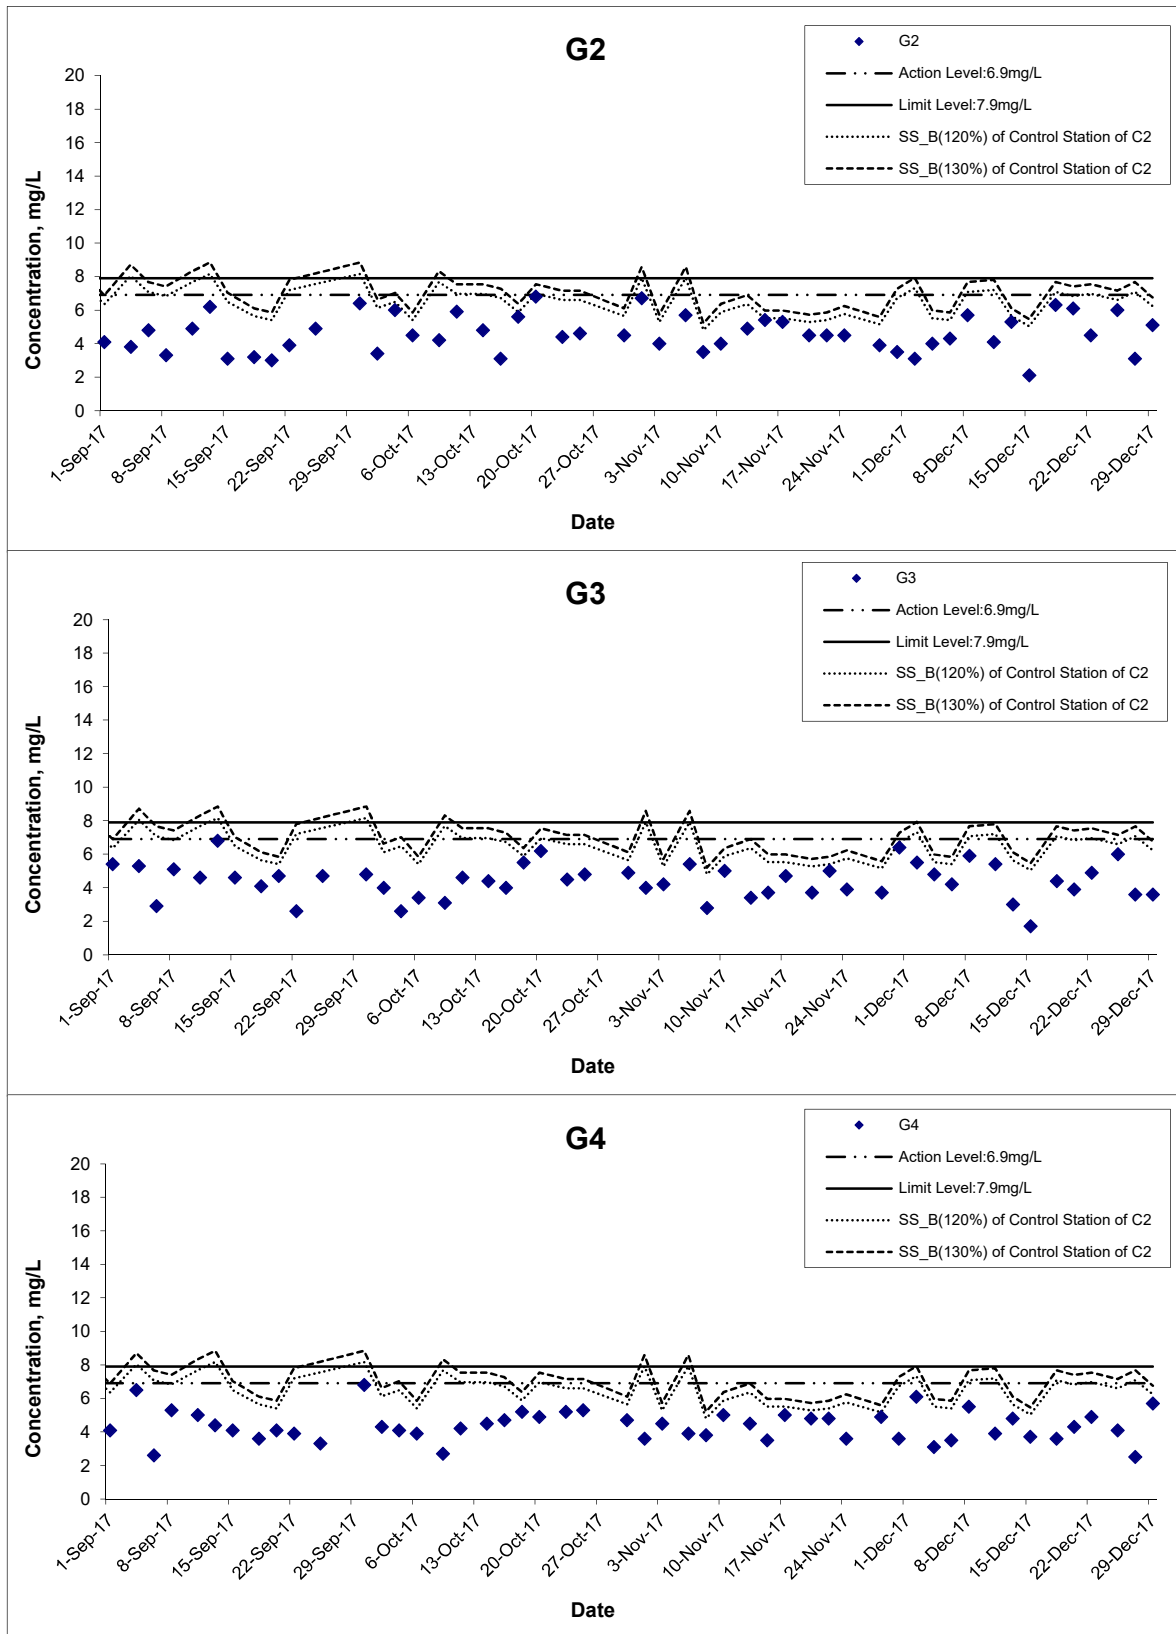 G2
G2
Action Level:6.9mg/L
Limit Level:7.9mg/L
SS_B(120%) of Control Station of C2
SS_B(130%) of Control Station of C2
Concentration, mg/L
20
18
16
14
12
10
8
6
4
2
0
1-Sep-17
8-Sep-17
15-Sep-17
22-Sep-17
29-Sep-17
6-Oct-17
13-Oct-17
20-Oct-17
27-Oct-17
3-Nov-17
10-Nov-17
17-Nov-17
24-Nov-17
1-Dec-17
8-Dec-17
15-Dec-17
22-Dec-17
29-Dec-17
Date
G3
G3
Action Level:6.9mg/L
Limit Level:7.9mg/L
SS_B(120%) of Control Station of C2
SS_B(130%) of Control Station of C2
Concentration, mg/L
20
18
16
14
12
10
8
6
4
2
0
1-Sep-17
8-Sep-17
15-Sep-17
22-Sep-17
29-Sep-17
6-Oct-17
13-Oct-17
20-Oct-17
27-Oct-17
3-Nov-17
10-Nov-17
17-Nov-17
24-Nov-17
1-Dec-17
8-Dec-17
15-Dec-17
22-Dec-17
29-Dec-17
Date
G4
G4
Action Level:6.9mg/L
Limit Level:7.9mg/L
SS_B(120%) of Control Station of C2
SS_B(130%) of Control Station of C2
Concentration, mg/L
20
18
16
14
12
10
8
6
4
2
0
1-Sep-17
8-Sep-17
15-Sep-17
22-Sep-17
29-Sep-17
6-Oct-17
13-Oct-17
20-Oct-17
27-Oct-17
3-Nov-17
10-Nov-17
17-Nov-17
24-Nov-17
1-Dec-17
8-Dec-17
15-Dec-17
22-Dec-17
29-Dec-17
Date